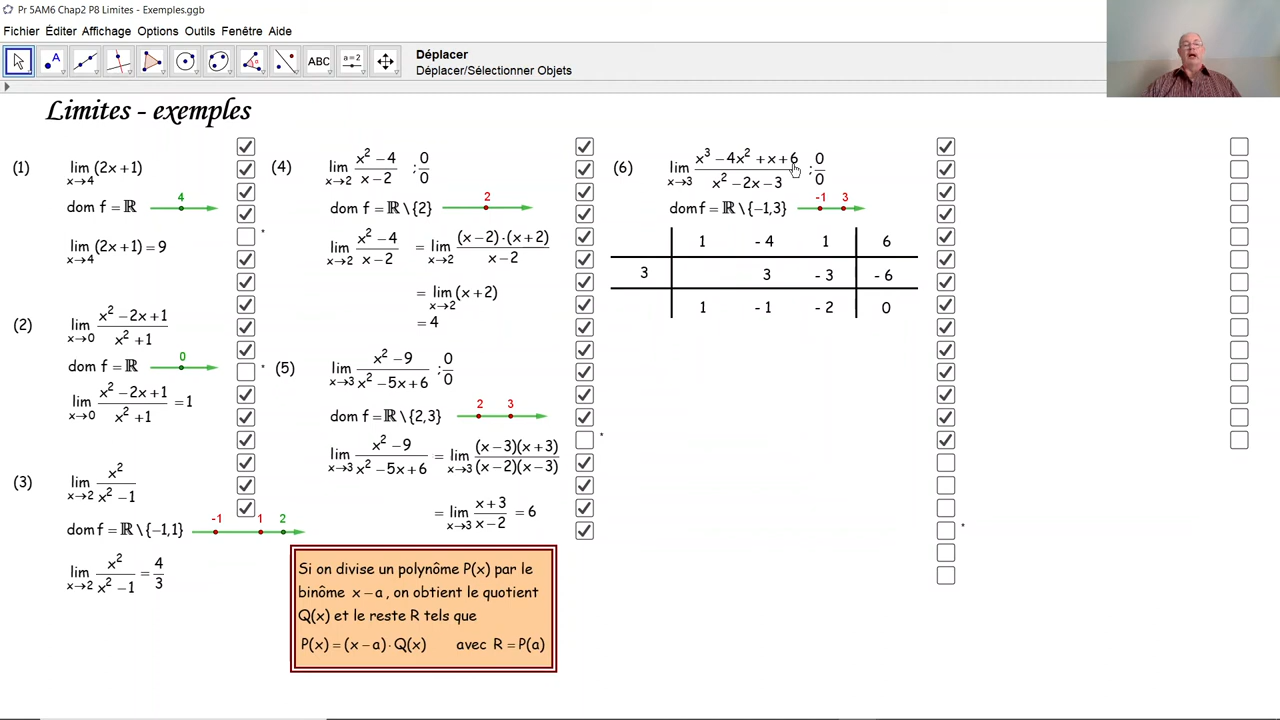 Pr 5AM6 Chap2 P8 Limites - Exemples.ggb
Fichier Éditer Affichage Options Outils Fenêtre Aide
A ABC a=2 Déplacer
Déplacer/Sélectionner Objets
Limites - exemples
(1) lim x→4 (2x+1)
4
dom f = ℝ
lim x→4 (2x+1) = 9
*
(2) lim x→0 (x² −2x+1)/(x² +1)
0
dom f = ℝ
*
lim x→0 (x² −2x+1)/(x² +1) = 1
(3) lim x→2 x²/(x² −1)
-1 1 2
dom f = ℝ \ {−1,1}
lim x→2 x²/(x² −1) = 4/3
(4) lim x→2 (x² −4)/(x−2) ; 0/0
2
dom f = ℝ \ {2}
lim x→2 (x² −4)/(x−2) = lim x→2 (x−2)·(x+2)/(x−2)
= lim x→2 (x+2)
= 4
(5) lim x→3 (x² −9)/(x² −5x+6) ; 0/0
2 3
dom f = ℝ \ {2,3}
*
lim x→3 (x² −9)/(x² −5x+6) = lim x→3 (x−3)(x+3)/(x−2)(x−3)
= lim x→3 (x+3)/(x−2) = 6
Si on divise un polynôme P(x) par le
binôme x−a, on obtient le quotient
Q(x) et le reste R tels que
P(x) = (x−a)·Q(x) avec R = P(a)
(6) lim x→3 (x³ −4x² +x+6)/(x² −2x−3) ; 0/0
-1 3
dom f = ℝ \ {−1,3}
1 -4 1 6
3 3 -3 -6
1 -1 -2 0
*